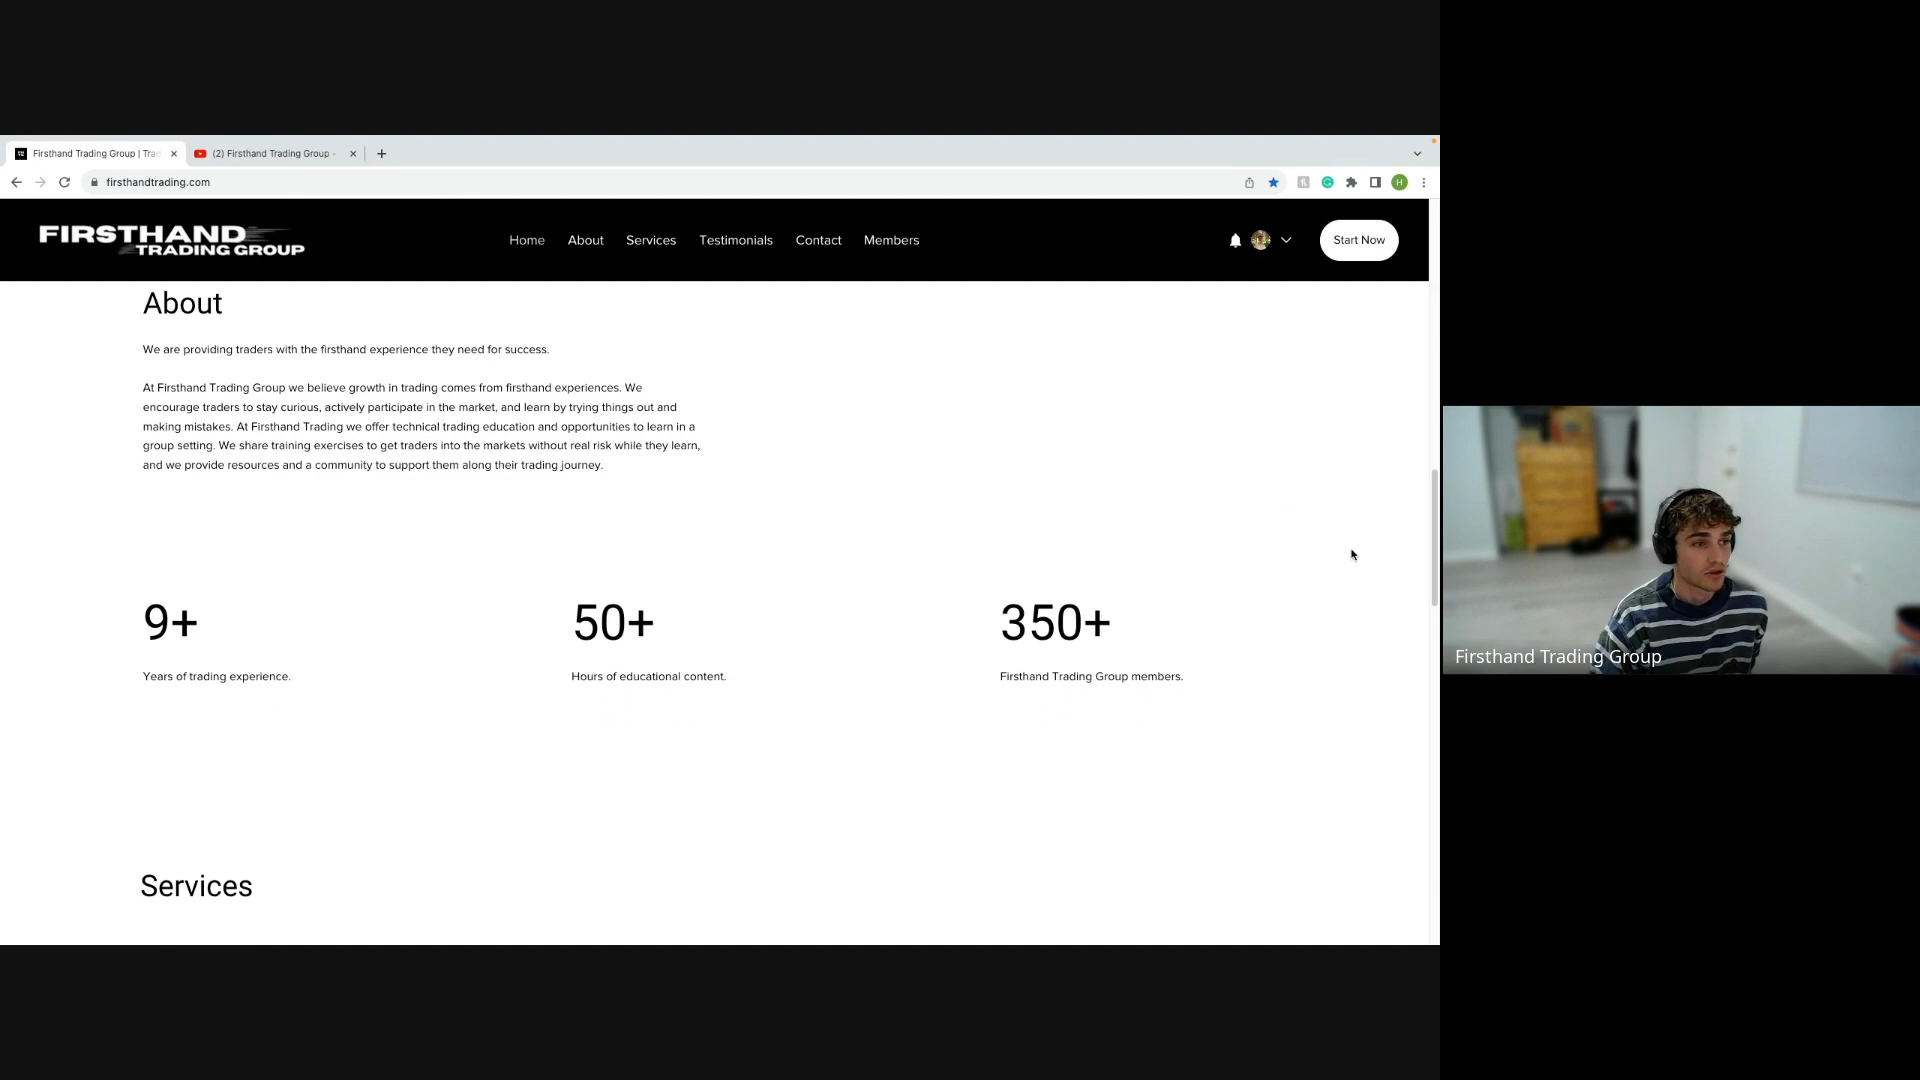 Firsthand Trading Group | Trac
(2) Firsthand Trading Group -
firsthandtrading.com
H
FIRSTHAND
TRADING GROUP
Home About Services Testimonials Contact Members
Start Now
About
We are providing traders with the firsthand experience they need for success.
At Firsthand Trading Group we believe growth in trading comes from firsthand experiences. We
encourage traders to stay curious, actively participate in the market, and learn by trying things out and
making mistakes. At Firsthand Trading we offer technical trading education and opportunities to learn in a
group setting. We share training exercises to get traders into the markets without real risk while they learn,
and we provide resources and a community to support them along their trading journey.
9+ 50+ 350+
Years of trading experience. Hours of educational content. Firsthand Trading Group members.
Services
Firsthand Trading Group